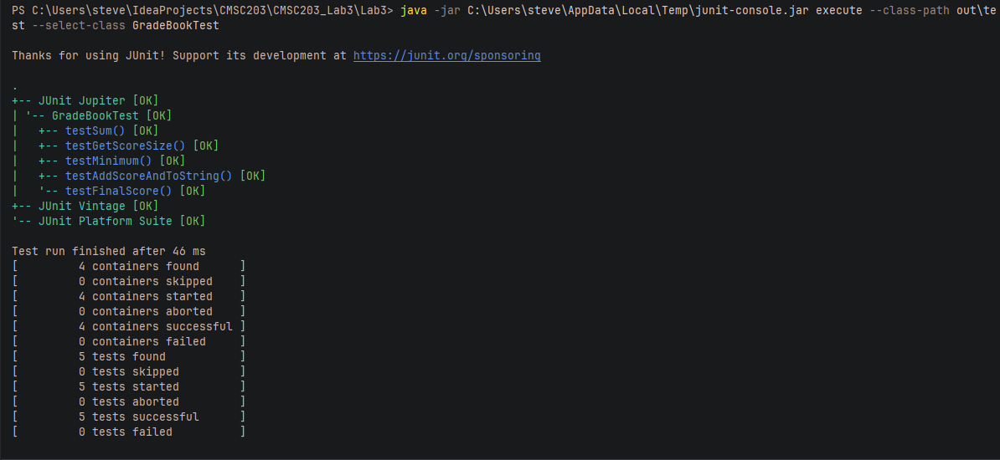 PS C:\Users\steve\IdeaProjects\CMSC203\CMSC203_Lab3\Lab3> java -jar C:\Users\steve\AppData\Local\Temp\junit-console.jar execute --class-path out\te
st --select-class GradeBookTest
Thanks for using JUnit! Support its development at https://junit.org/sponsoring
.
+-- JUnit Jupiter [OK]
| '-- GradeBookTest [OK]
|   +-- testSum() [OK]
|   +-- testGetScoreSize() [OK]
|   +-- testMinimum() [OK]
|   +-- testAddScoreAndToString() [OK]
|   '-- testFinalScore() [OK]
+-- JUnit Vintage [OK]
'-- JUnit Platform Suite [OK]
Test run finished after 46 ms
[         4 containers found      ]
[         0 containers skipped    ]
[         4 containers started    ]
[         0 containers aborted    ]
[         4 containers successful ]
[         0 containers failed     ]
[         5 tests found           ]
[         0 tests skipped         ]
[         5 tests started         ]
[         0 tests aborted         ]
[         5 tests successful      ]
[         0 tests failed          ]